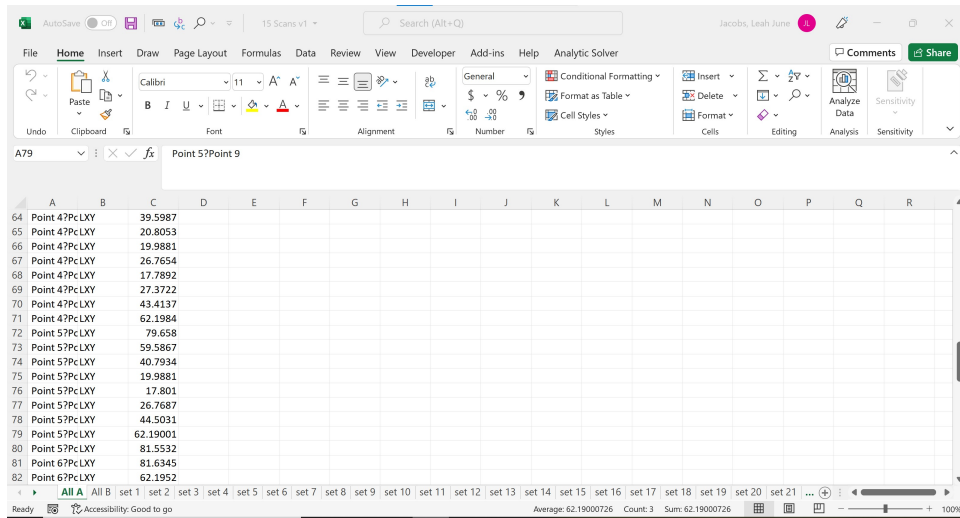 AutoSave Off 15 Scans v1 Search (Alt+Q) Jacobs, Leah June JL
File Home Insert Draw Page Layout Formulas Data Review View Developer Add-ins Help Analytic Solver Comments Share
Calibri 11 A^ A˅ ab General Conditional Formatting Insert Σ
Paste B I U A $ % 9 Format as Table Delete Analyze Sensitivity
Cell Styles Format Data
Undo Clipboard Font Alignment Number Styles Cells Editing Analysis Sensitivity
A79 fx Point 5?Point 9
A B C D E F G H I J K L M N O P Q R
64 Point 4?Pc LXY 39.5987
65 Point 4?Pc LXY 20.8053
66 Point 4?Pc LXY 19.9881
67 Point 4?Pc LXY 26.7654
68 Point 4?Pc LXY 17.7892
69 Point 4?Pc LXY 27.3722
70 Point 4?Pc LXY 43.4137
71 Point 4?Pc LXY 62.1984
72 Point 5?Pc LXY 79.658
73 Point 5?Pc LXY 59.5867
74 Point 5?Pc LXY 40.7934
75 Point 5?Pc LXY 19.9881
76 Point 5?Pc LXY 17.801
77 Point 5?Pc LXY 26.7687
78 Point 5?Pc LXY 44.5031
79 Point 5?Pc LXY 62.19001
80 Point 5?Pc LXY 81.5532
81 Point 6?Pc LXY 81.6345
82 Point 6?Pc LXY 62.1952
All A All B set 1 set 2 set 3 set 4 set 5 set 6 set 7 set 8 set 9 set 10 set 11 set 12 set 13 set 14 set 15 set 16 set 17 set 18 set 19 set 20 set 21 ...
Ready Accessibility: Good to go Average: 62.19000726 Count: 3 Sum: 62.19000726 100%